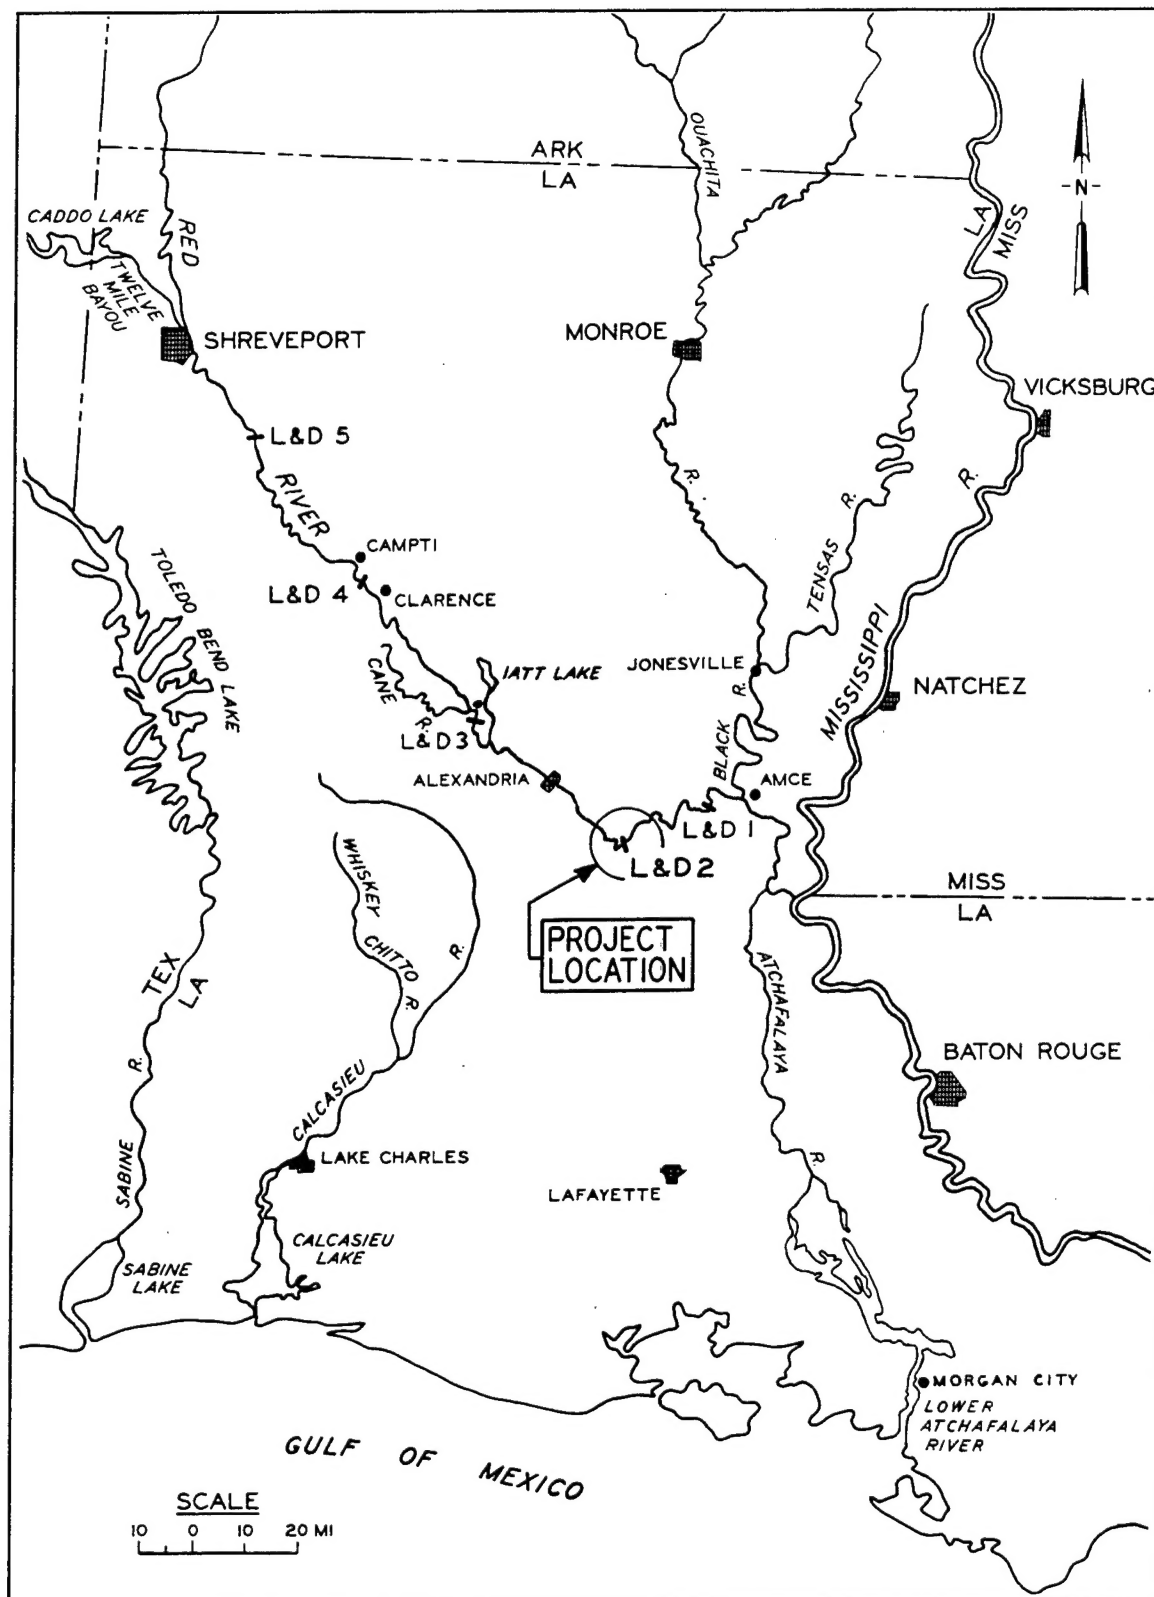 OUACHITA
ARK
LA
N
LA
MISS
CADDO LAKE
RED
TWELVE
MILE
BAYOU
SHREVEPORT
MONROE
VICKSBURG
L&D 5
RIVER
R.
R.
R.
CAMPTI
L&D 4
CLARENCE
TOLEDO BEND LAKE
TENSAS
CANE
R.
IATT LAKE
JONESVILLE
R.
MISSISSIPPI
NATCHEZ
L&D3
BLACK
ALEXANDRIA
AMCE
L&D 1
L&D2
WHISKEY
CHITTO
R.
R.
MISS
LA
PROJECT
LOCATION
TEX
LA
ATCHAFALAYA
R.
CALCASIEU
BATON ROUGE
SABINE
LAKE CHARLES
R.
LAFAYETTE
CALCASIEU
LAKE
SABINE
LAKE
MORGAN CITY
LOWER
ATCHAFALAYA
RIVER
GULF OF MEXICO
SCALE
10 0 10 20 MI